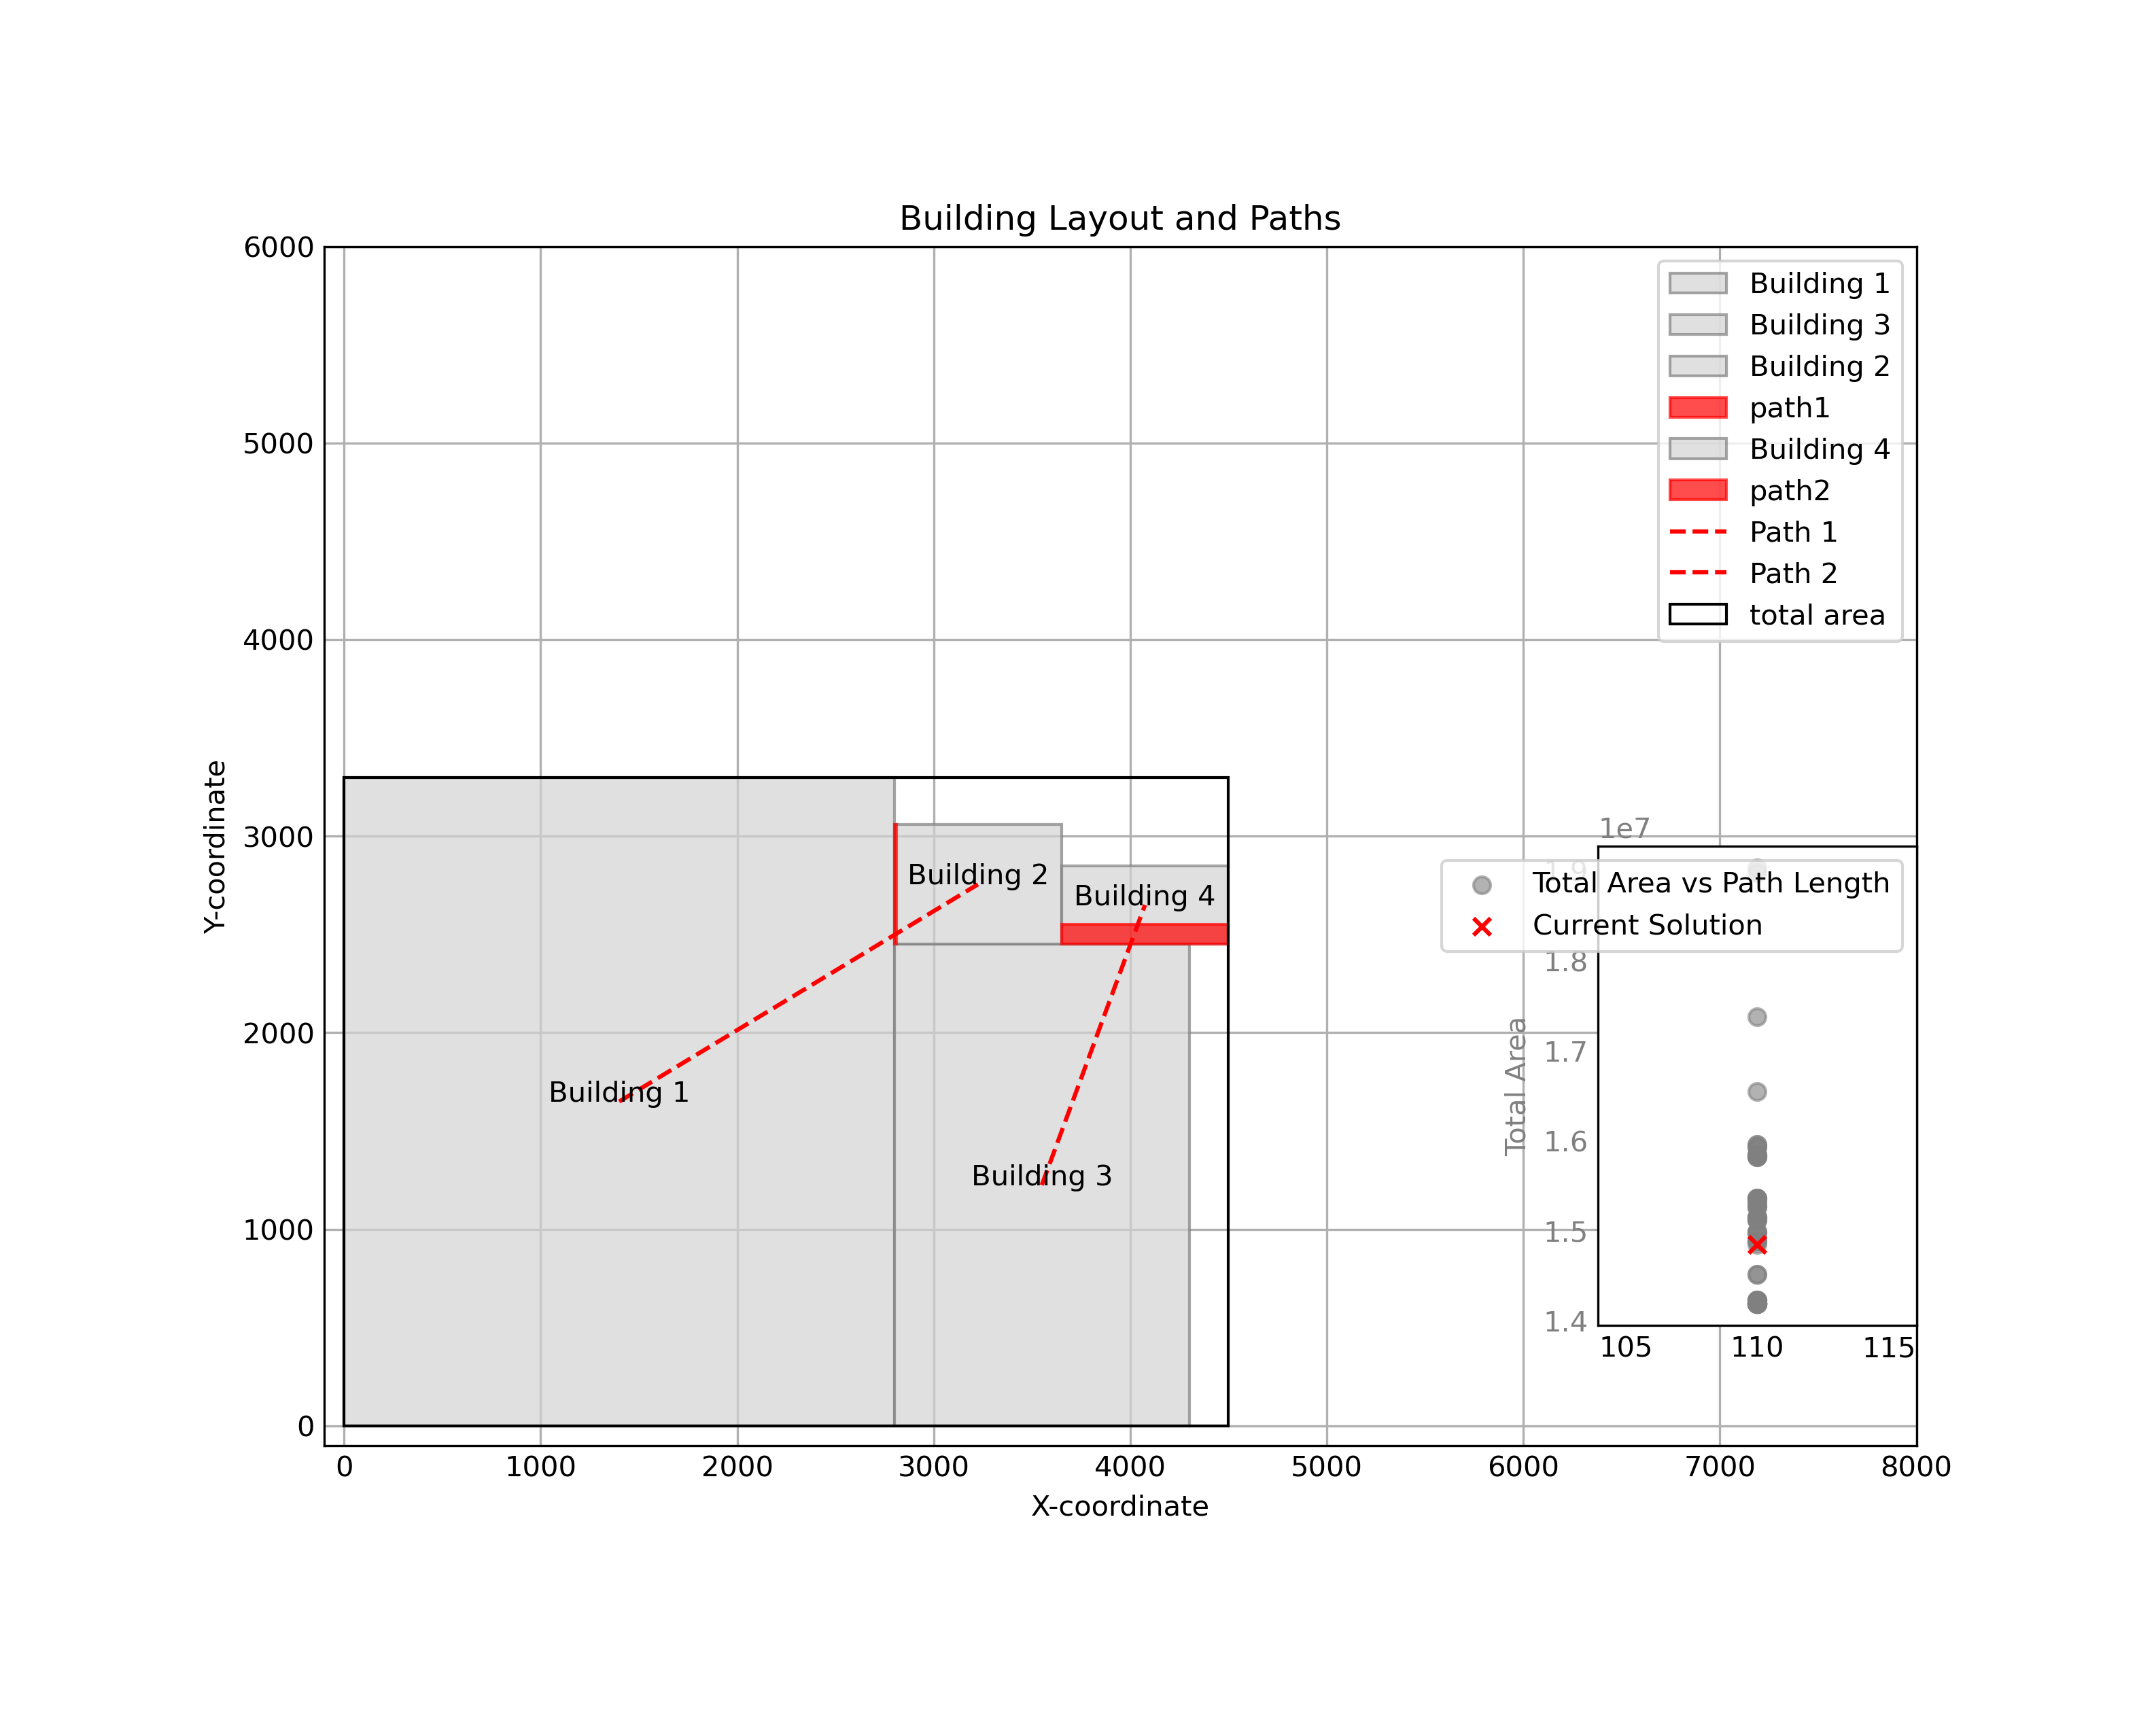 Building Layout and Paths
6000
5000
4000
3000
2000
1000
0
Y-coordinate
0
1000
2000
3000
4000
5000
6000
7000
8000
X-coordinate
Building 1
Building 2
Building 3
Building 4
Building 1
Building 3
Building 2
path1
Building 4
path2
Path 1
Path 2
total area
1e7
1.9
Total Area vs Path Length
Current Solution
1.8
1.7
1.6
1.5
1.4
Total Area
105
110
115